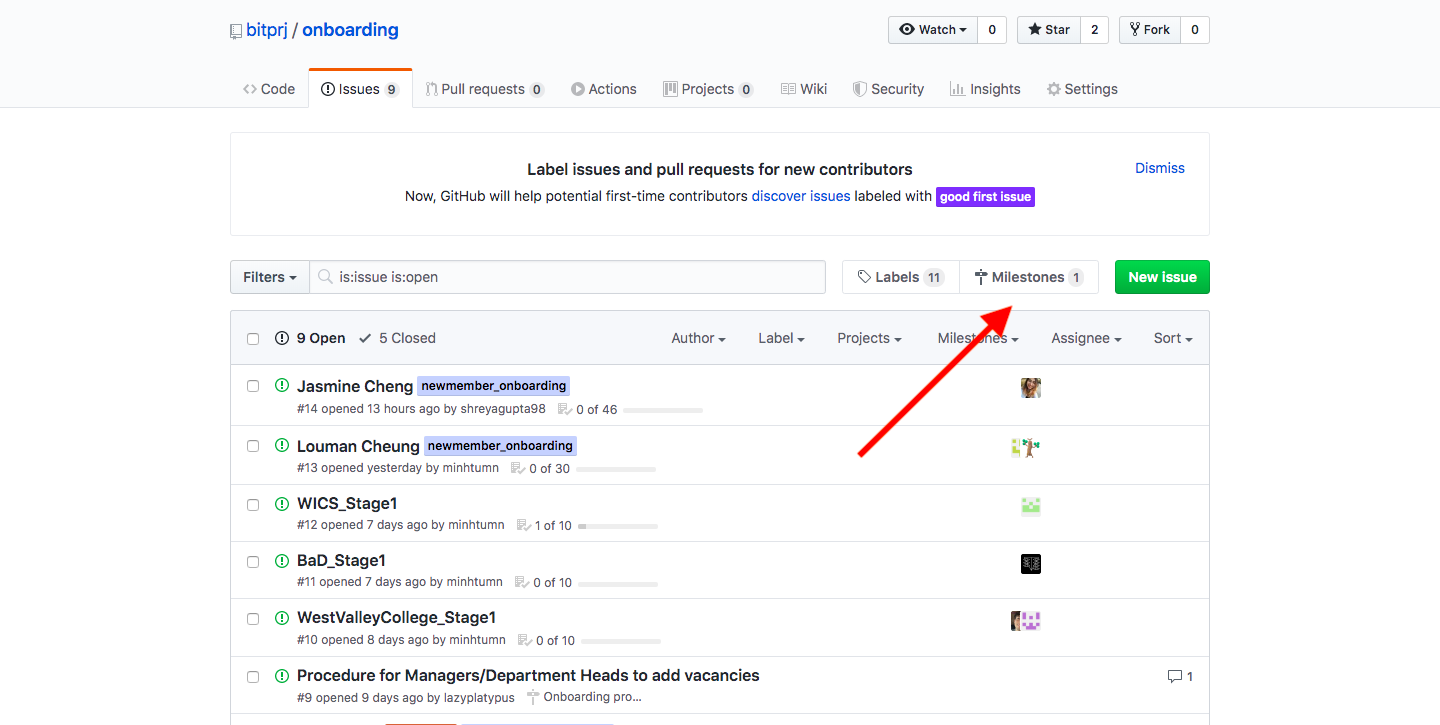 bitprj / onboarding
Watch 0 Star 2 Fork 0
Code Issues 9 Pull requests 0 Actions Projects 0 Wiki Security Insights Settings
Label issues and pull requests for new contributors
Dismiss
Now, GitHub will help potential first-time contributors discover issues labeled with good first issue
Filters is:issue is:open Labels 11 Milestones 1 New issue
9 Open 5 Closed Author Label Projects Milestones Assignee Sort
Jasmine Cheng newmember_onboarding
#14 opened 13 hours ago by shreyagupta98 0 of 46
Louman Cheung newmember_onboarding
#13 opened yesterday by minhtumn 0 of 30
WICS_Stage1
#12 opened 7 days ago by minhtumn 1 of 10
BaD_Stage1
#11 opened 7 days ago by minhtumn 0 of 10
WestValleyCollege_Stage1
#10 opened 8 days ago by minhtumn 0 of 10
Procedure for Managers/Department Heads to add vacancies 1
#9 opened 9 days ago by lazyplatypus Onboarding pro...